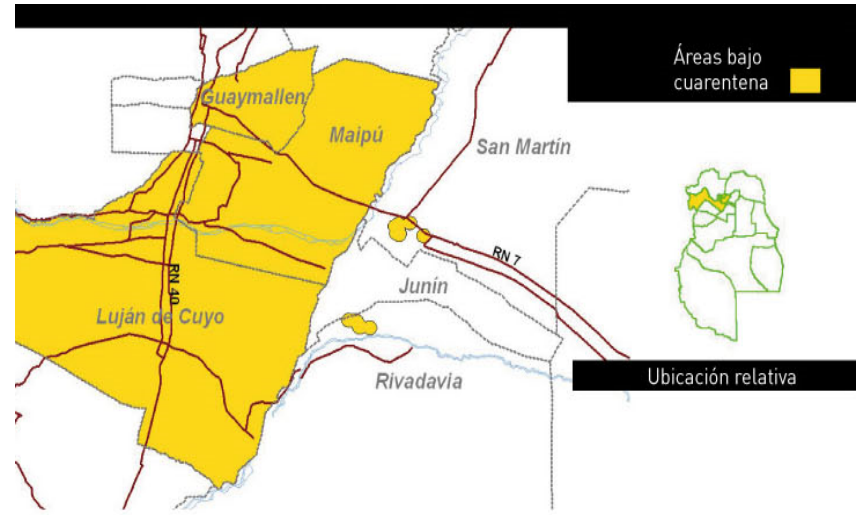 Áreas bajo
cuarentena
Guaymallen
Maipú
San Martín
RN 7
RN 40
Junín
Luján de Cuyo
Rivadavia
Ubicación relativa